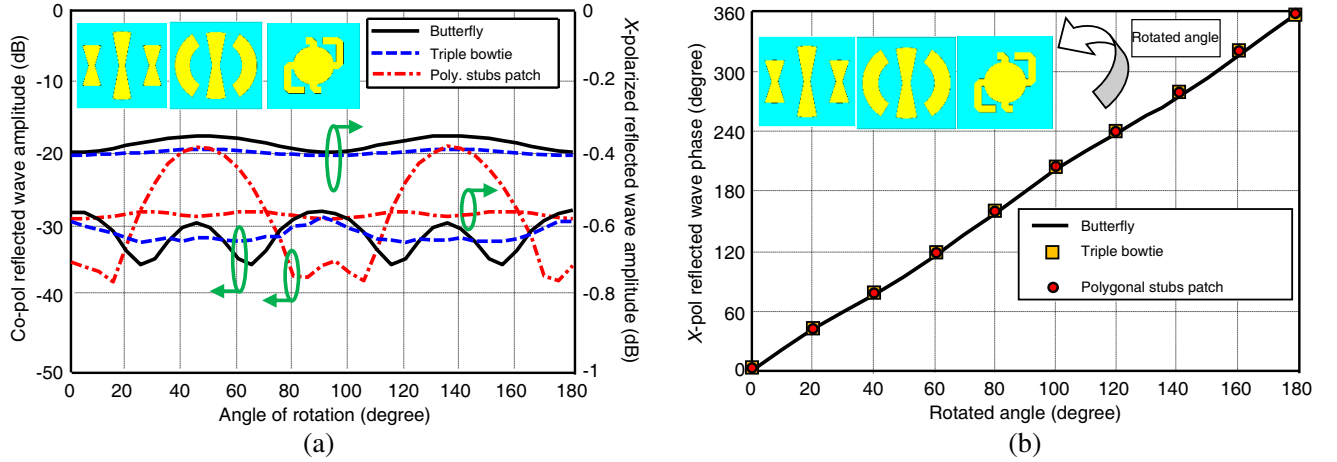 Co-pol reflected wave amplitude (dB)
0
-10
-20
-30
-40
-50
Butterfly
Triple bowtie
Poly. stubs patch
0
-0.2
-0.4
-0.6
-0.8
-1
X-polarized reflected wave amplitude (dB)
0 20 40 60 80 100 120 140 160 180
Angle of rotation (degree)
(a)
X-pol reflected wave phase (degree)
360
300
240
180
120
60
0
Rotated angle
Butterfly
Triple bowtie
Polygonal stubs patch
0 20 40 60 80 100 120 140 160 180
Rotated angle (degree)
(b)